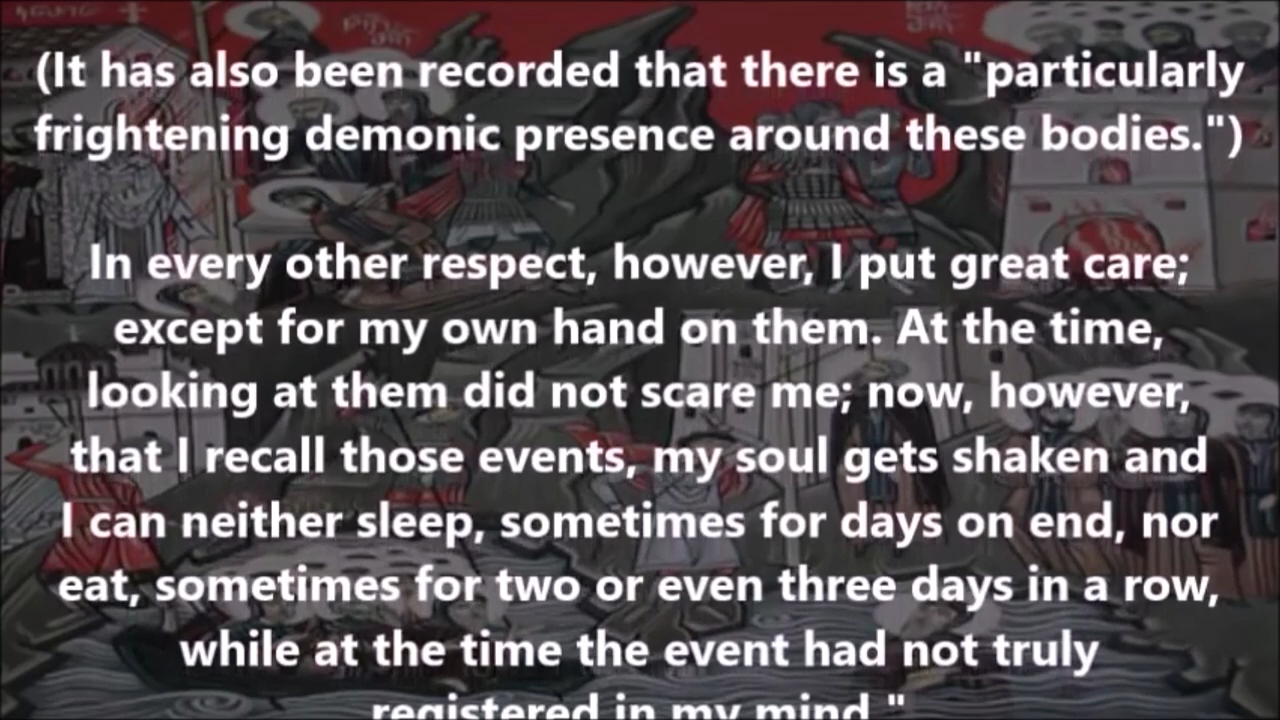 (It has also been recorded that there is a "particularly
frightening demonic presence around these bodies.")
In every other respect, however, I put great care;
except for my own hand on them. At the time,
looking at them did not scare me; now, however,
that I recall those events, my soul gets shaken and
I can neither sleep, sometimes for days on end, nor
eat, sometimes for two or even three days in a row,
while at the time the event had not truly
registered in my mind."